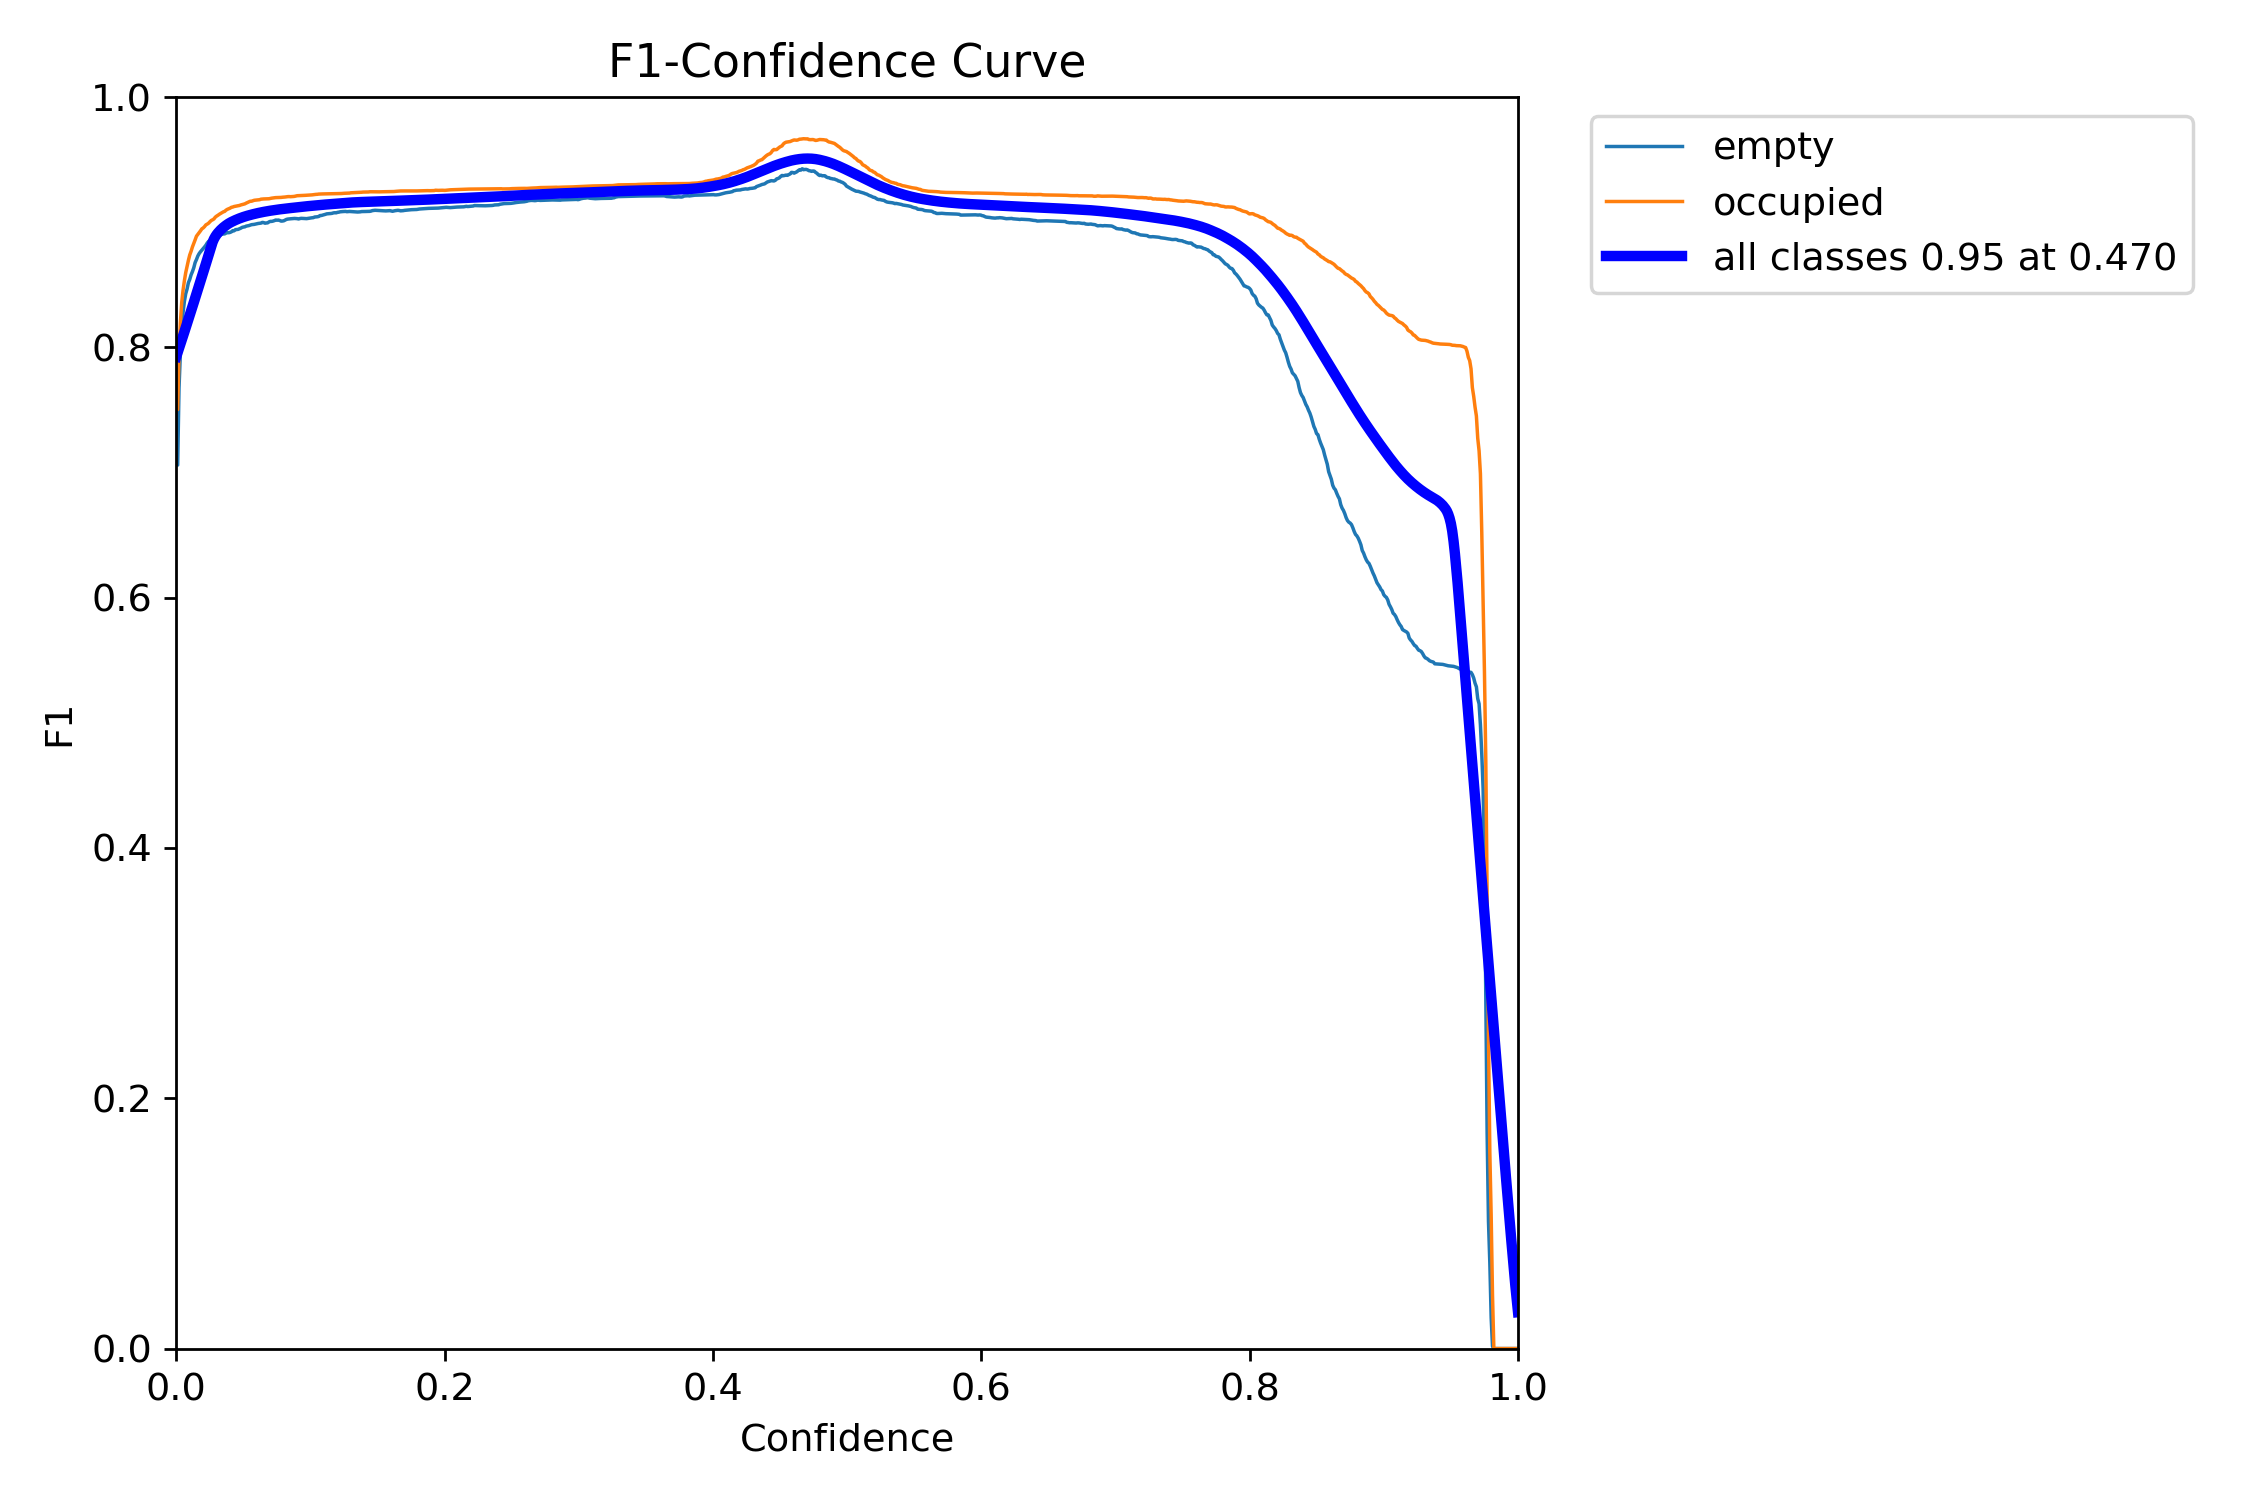 F1-Confidence Curve
1.0
0.8
0.6
0.4
0.2
0.0
F1
0.0 0.2 0.4 0.6 0.8 1.0
Confidence
empty
occupied
all classes 0.95 at 0.470